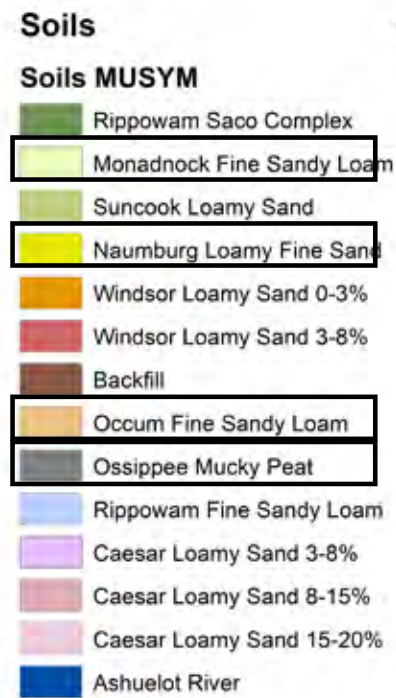 Soils
Soils MUSYM
Rippowam Saco Complex
Monadnock Fine Sandy Loam
Suncook Loamy Sand
Naumburg Loamy Fine Sand
Windsor Loamy Sand 0-3%
Windsor Loamy Sand 3-8%
Backfill
Occum Fine Sandy Loam
Ossippee Mucky Peat
Rippowam Fine Sandy Loam
Caesar Loamy Sand 3-8%
Caesar Loamy Sand 8-15%
Caesar Loamy Sand 15-20%
Ashuelot River